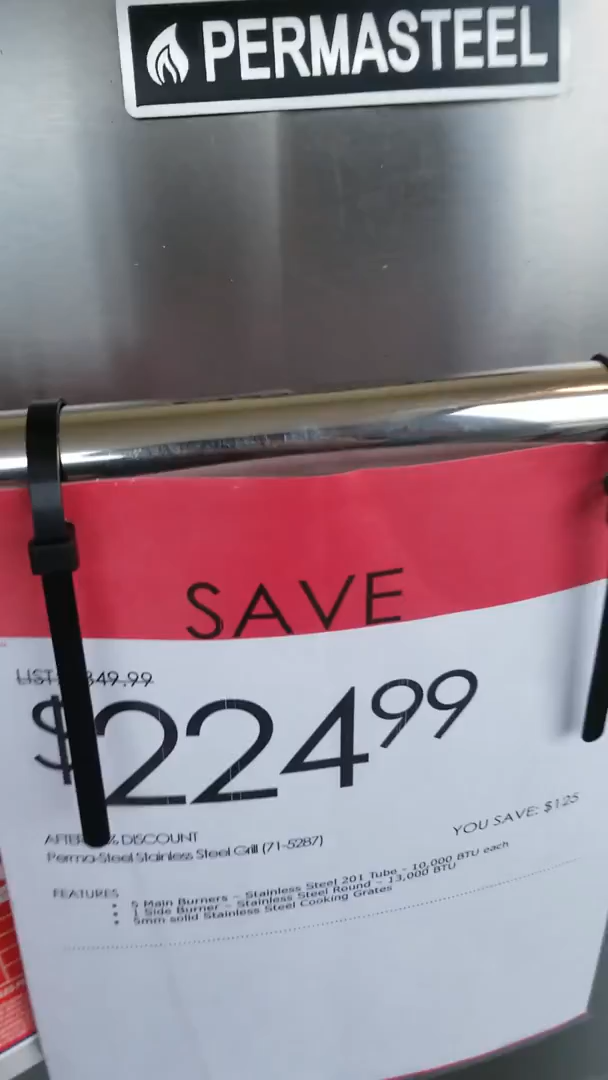 PERMASTEEL
SAVE
LIST 349.99
$224.99
AFTER % DISCOUNT
YOU SAVE: $125
Perma-Steel Stainless Steel Grill (71-5287)
FEATURES
• 5 Main Burners - Stainless Steel 201 Tube - 10,000 BTU each
• 1 Side Burner - Stainless Steel Round - 13,000 BTU
• 5mm solid Stainless Steel Cooking Grates